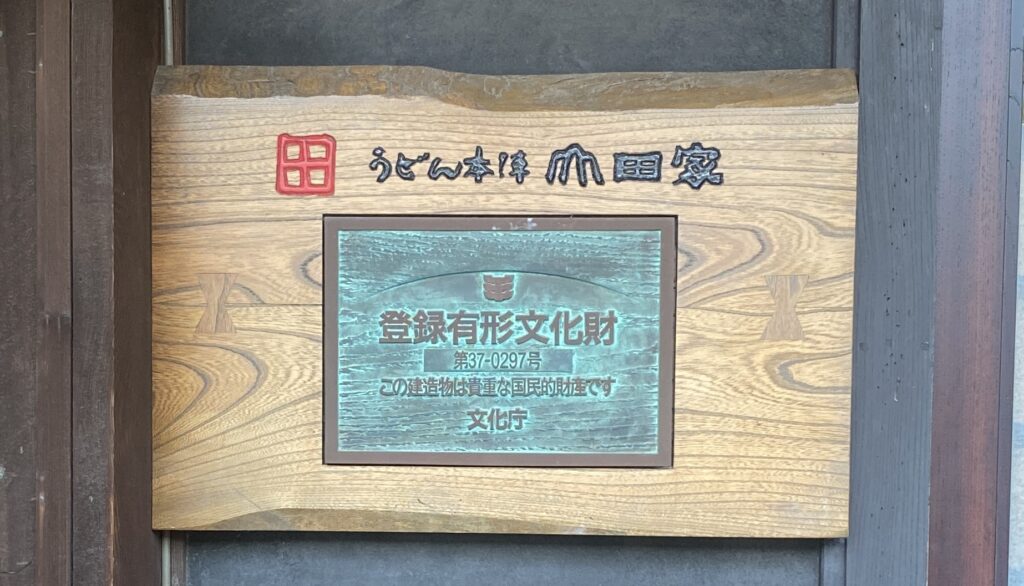 田 うどん本陣 山田家
登録有形文化財
第37-0297号
この建造物は貴重な国民的財産です
文化庁